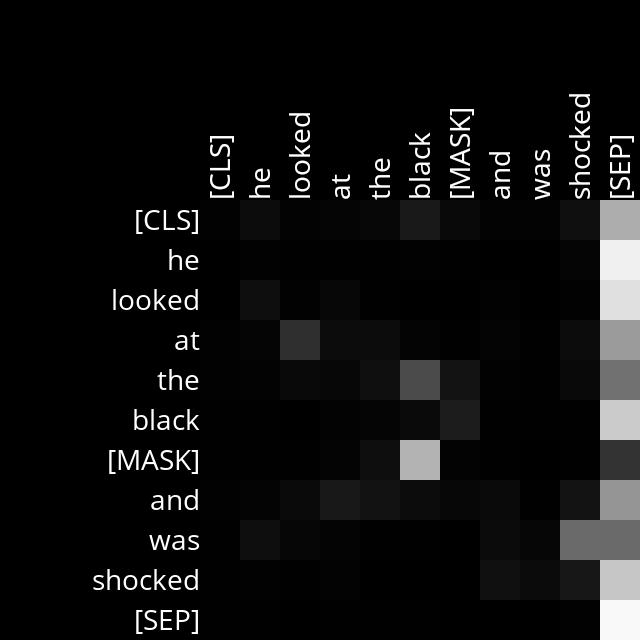 [CLS] he looked at the black [MASK] and was shocked [SEP]
[CLS]
he
looked
at
the
black
[MASK]
and
was
shocked
[SEP]